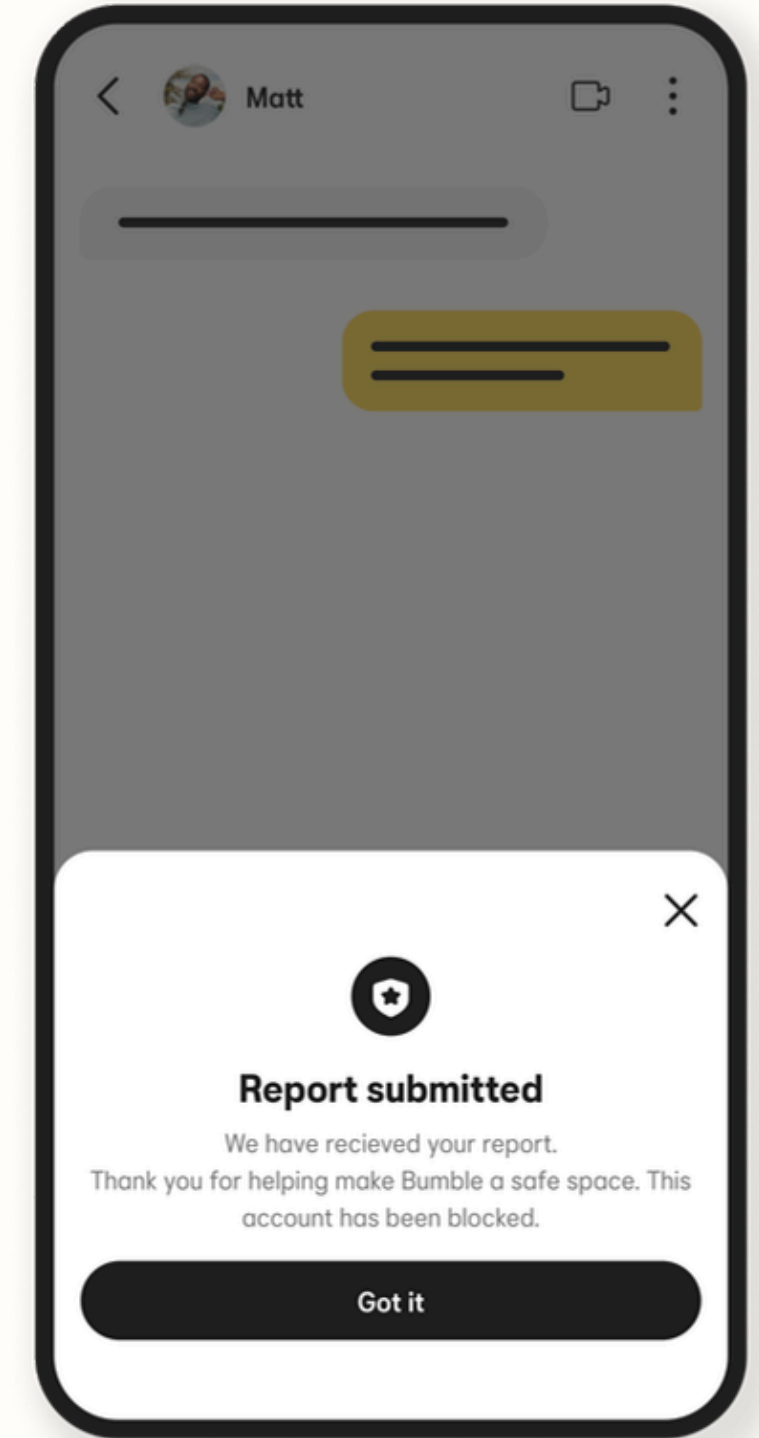 Matt
Report submitted
We have recieved your report.
Thank you for helping make Bumble a safe space. This
account has been blocked.
Got it